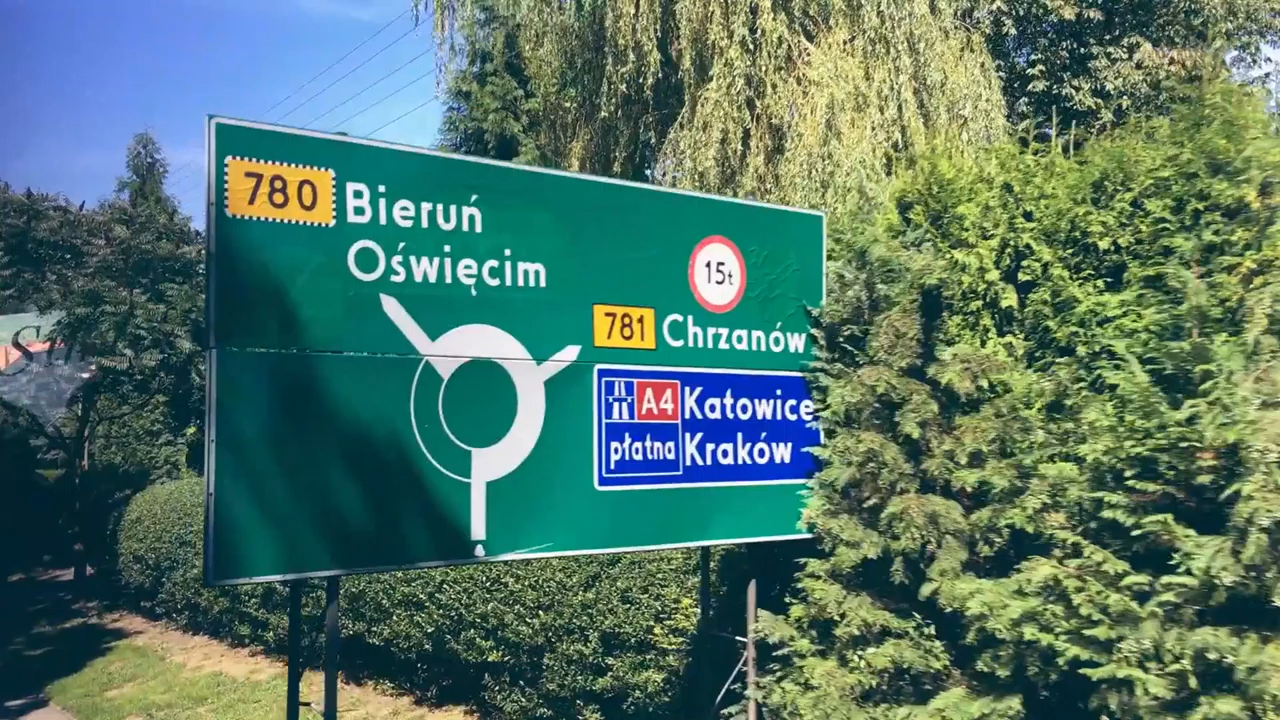 780 Bieruń
Oświęcim
15t
781 Chrzanów
A4 Katowice
płatna Kraków